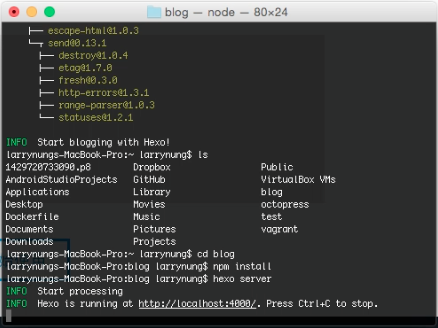 blog — node — 80×24
├── escape-html@1.0.3
└─┬ send@0.13.1
├── destroy@1.0.4
├── etag@1.7.0
├── fresh@0.3.0
├── http-errors@1.3.1
├── range-parser@1.0.3
└── statuses@1.2.1
INFO  Start blogging with Hexo!
larrynungs-MacBook-Pro:~ larrynung$ ls
1429720733090.p8 Dropbox Public
AndroidStudioProjects GitHub VirtualBox VMs
Applications Library blog
Desktop Movies octopress
Dockerfile Music test
Documents Pictures vagrant
Downloads Projects
larrynungs-MacBook-Pro:~ larrynung$ cd blog
larrynungs-MacBook-Pro:blog larrynung$ npm install
larrynungs-MacBook-Pro:blog larrynung$ hexo server
INFO  Start processing
INFO  Hexo is running at http://localhost:4000/. Press Ctrl+C to stop.